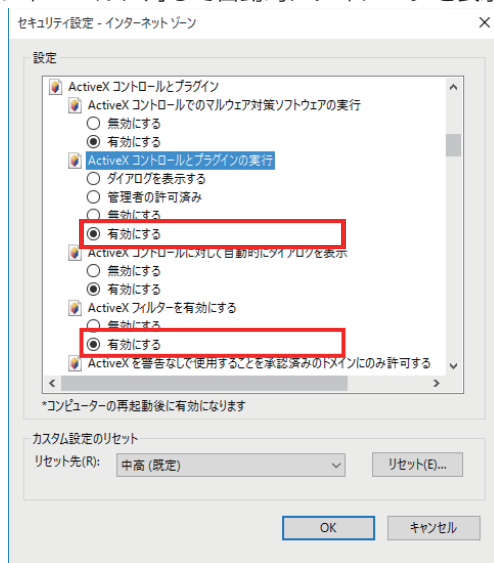 セキュリティ設定 - インターネット ゾーン
設定
ActiveX コントロールとプラグイン
ActiveX コントロールでのマルウェア対策ソフトウェアの実行
無効にする
有効にする
ActiveX コントロールとプラグインの実行
ダイアログを表示する
管理者の許可済み
無効にする
有効にする
ActiveX コントロールに対して自動的にダイアログを表示
無効にする
有効にする
ActiveX フィルターを有効にする
無効にする
有効にする
ActiveX を警告なしで使用することを承認済みのドメインにのみ許可する
*コンピューターの再起動後に有効になります
カスタム設定のリセット
リセット先(R): 中高 (既定) リセット(E)...
OK キャンセル